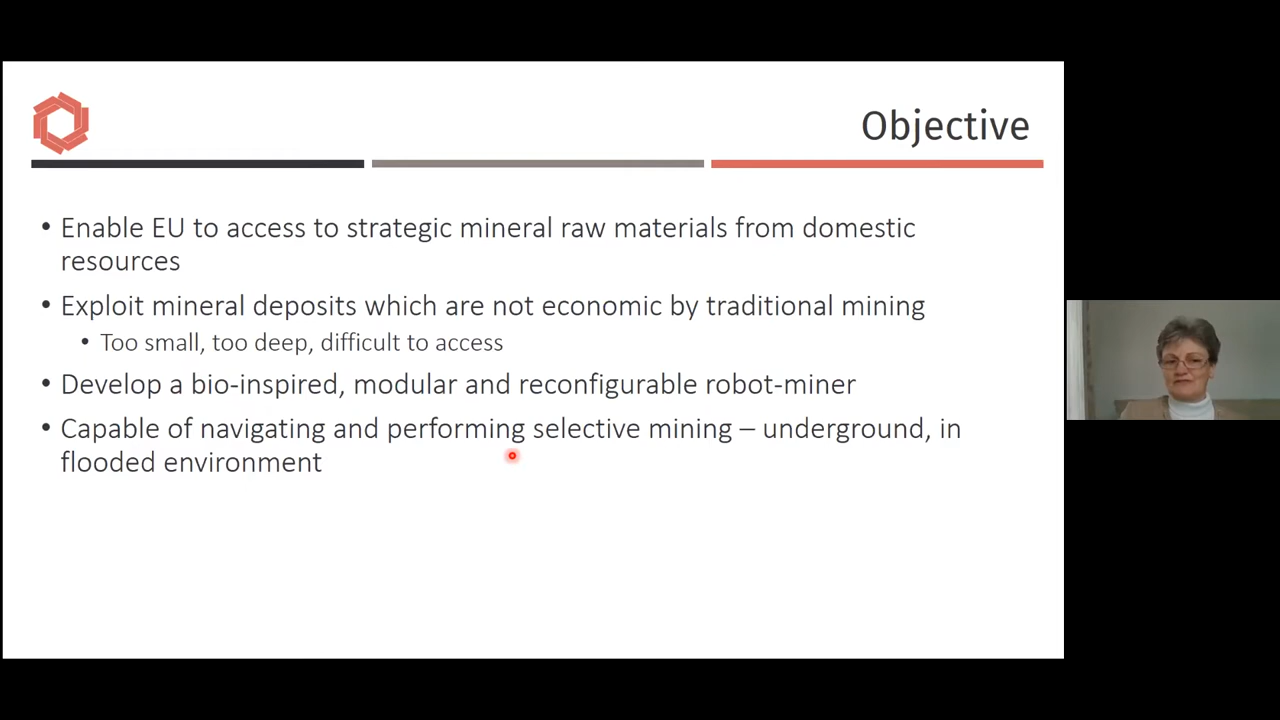 Objective
• Enable EU to access to strategic mineral raw materials from domestic
resources
• Exploit mineral deposits which are not economic by traditional mining
• Too small, too deep, difficult to access
• Develop a bio-inspired, modular and reconfigurable robot-miner
• Capable of navigating and performing selective mining – underground, in
flooded environment